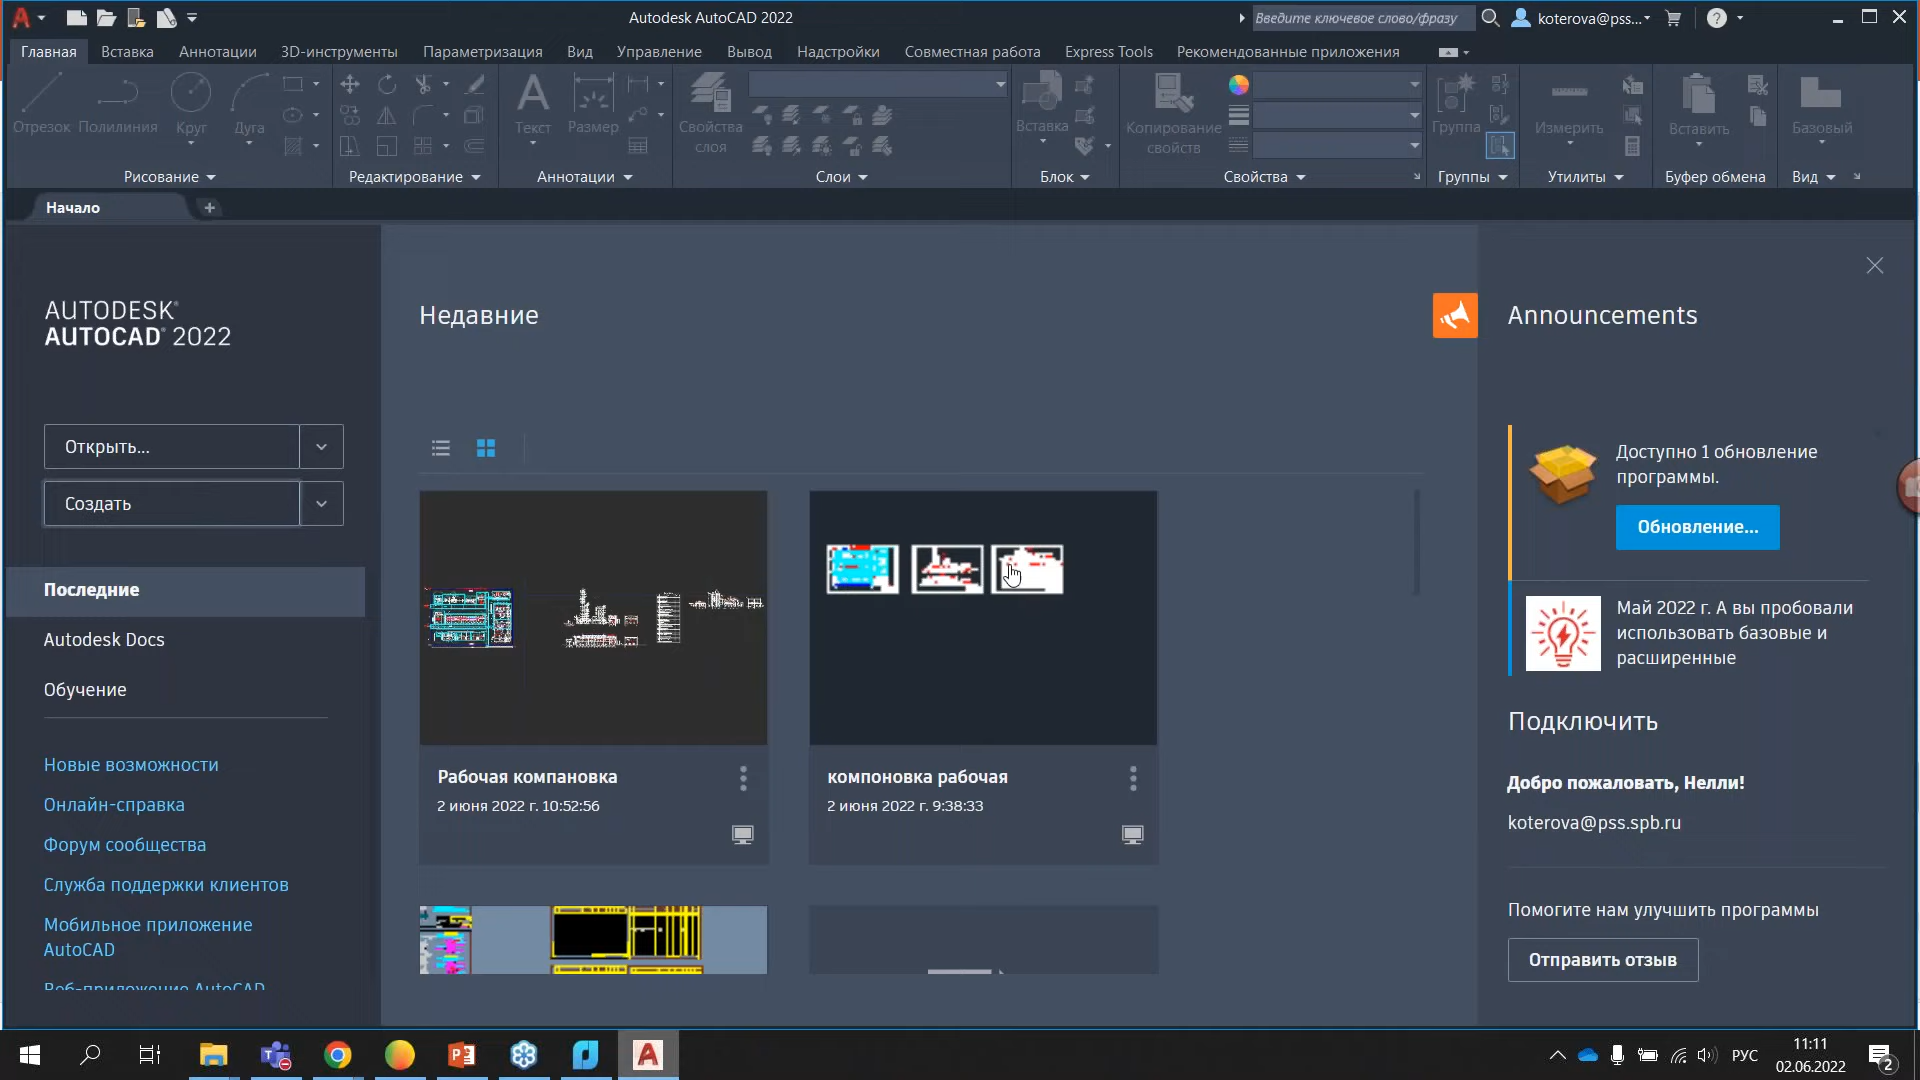 Autodesk AutoCAD 2022
Введите ключевое слово/фразу
koterova@pss...
Главная
Вставка
Аннотации
3D-инструменты
Параметризация
Вид
Управление
Вывод
Надстройки
Совместная работа
Express Tools
Рекомендованные приложения
Отрезок
Полилиния
Круг
Дуга
Текст
Размер
Свойства
слоя
Вставка
Копирование
свойств
Группа
Измерить
Вставить
Базовый
Рисование
Редактирование
Аннотации
Слои
Блок
Свойства
Группы
Утилиты
Буфер обмена
Вид
Начало
AUTODESK®
AUTOCAD® 2022
Открыть...
Создать
Последние
Autodesk Docs
Обучение
Новые возможности
Онлайн-справка
Форум сообщества
Служба поддержки клиентов
Мобильное приложение
AutoCAD
Веб-приложение AutoCAD
Недавние
Рабочая компановка
2 июня 2022 г. 10:52:56
компоновка рабочая
2 июня 2022 г. 9:38:33
Announcements
Доступно 1 обновление
программы.
Обновление...
Май 2022 г. А вы пробовали
использовать базовые и
расширенные
Подключить
Добро пожаловать, Нелли!
koterova@pss.spb.ru
Помогите нам улучшить программы
Отправить отзыв
РУС
11:11
02.06.2022
2